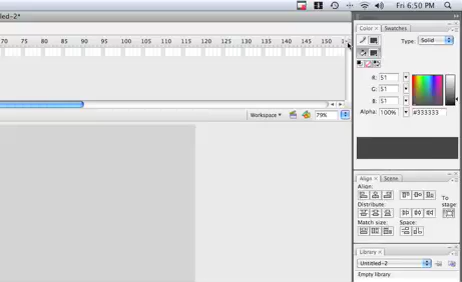 Fri 6:50 PM
tled-2*
70 75 80 85 90 95 100 105 110 115 120 125 130 135 140 145 150
Workspace 79%
Color × Swatches
Type: Solid
R: 51
G: 51
B: 51
Alpha: 100% #333333
Align × Scene
Align:
To stage:
Distribute:
Match size: Space:
Library ×
Untitled-2
Empty library